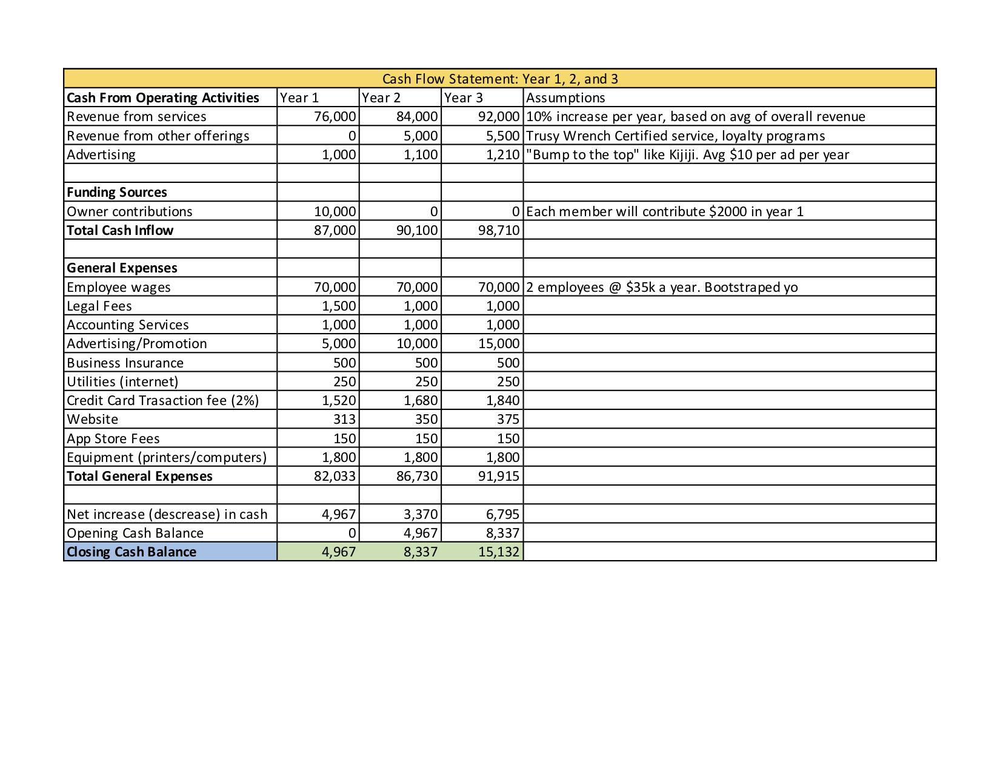 Cash Flow Statement: Year 1, 2, and 3
Cash From Operating Activities Year 1 Year 2 Year 3 Assumptions
Revenue from services 76,000 84,000 92,000 10% increase per year, based on avg of overall revenue
Revenue from other offerings 0 5,000 5,500 Trusy Wrench Certified service, loyalty programs
Advertising 1,000 1,100 1,210 "Bump to the top" like Kijiji. Avg $10 per ad per year
Funding Sources
Owner contributions 10,000 0 0 Each member will contribute $2000 in year 1
Total Cash Inflow 87,000 90,100 98,710
General Expenses
Employee wages 70,000 70,000 70,000 2 employees @ $35k a year. Bootstraped yo
Legal Fees 1,500 1,000 1,000
Accounting Services 1,000 1,000 1,000
Advertising/Promotion 5,000 10,000 15,000
Business Insurance 500 500 500
Utilities (internet) 250 250 250
Credit Card Trasaction fee (2%) 1,520 1,680 1,840
Website 313 350 375
App Store Fees 150 150 150
Equipment (printers/computers) 1,800 1,800 1,800
Total General Expenses 82,033 86,730 91,915
Net increase (descrease) in cash 4,967 3,370 6,795
Opening Cash Balance 0 4,967 8,337
Closing Cash Balance 4,967 8,337 15,132